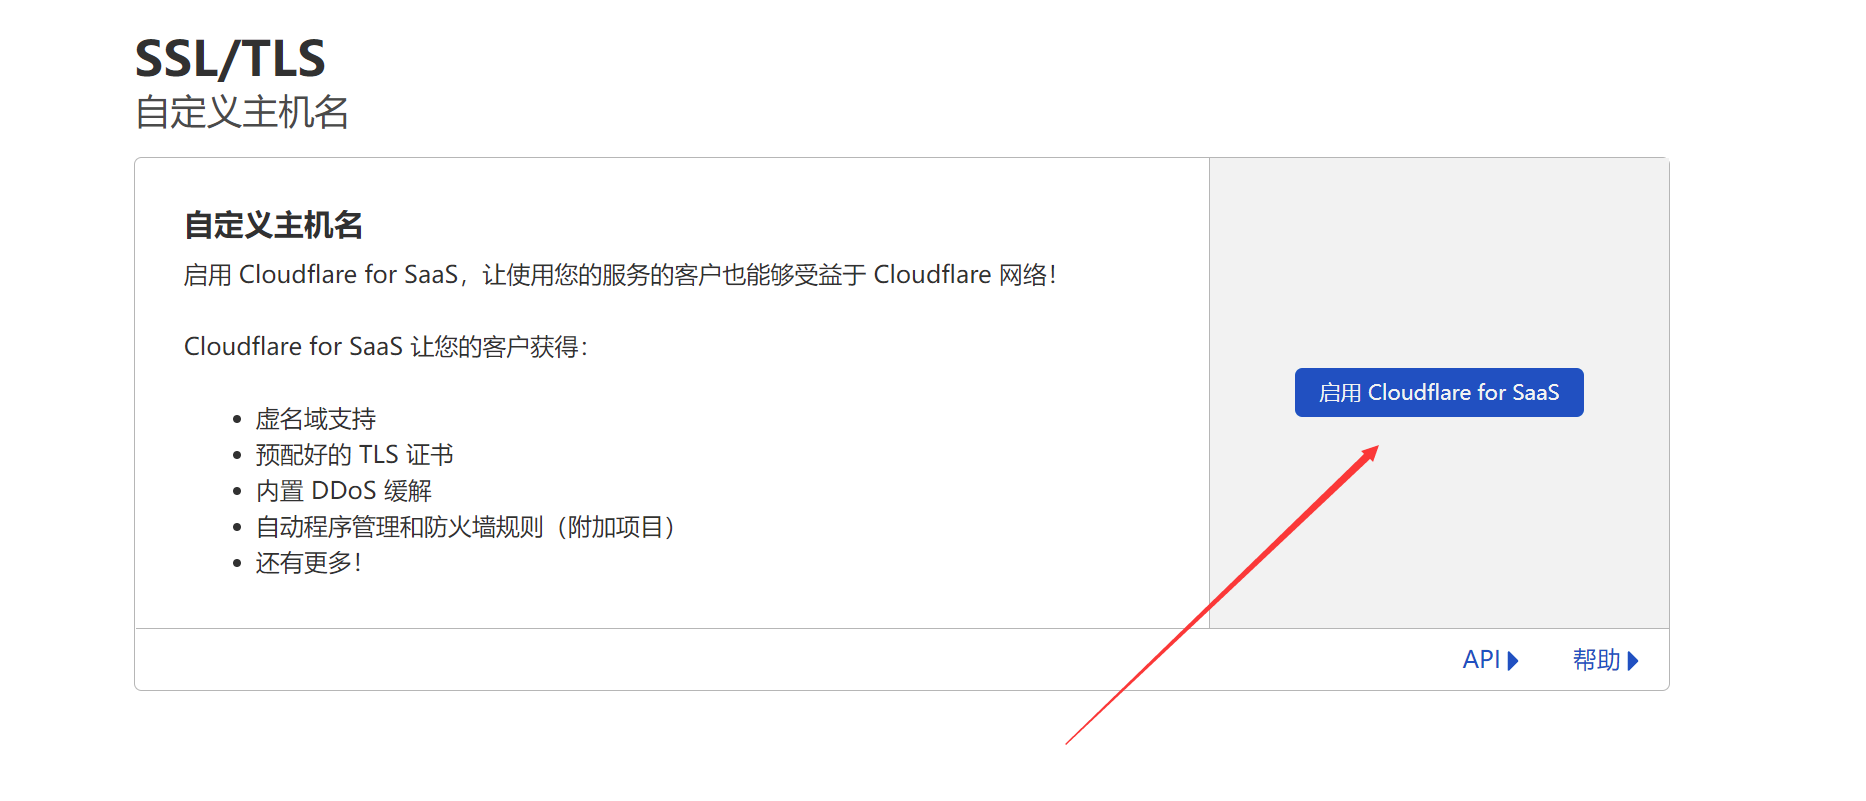 SSL/TLS
自定义主机名
自定义主机名
启用 Cloudflare for SaaS，让使用您的服务的客户也能够受益于 Cloudflare 网络！
Cloudflare for SaaS 让您的客户获得：
虚名域支持
预配好的 TLS 证书
内置 DDoS 缓解
自动程序管理和防火墙规则（附加项目）
还有更多！
启用 Cloudflare for SaaS
API
帮助